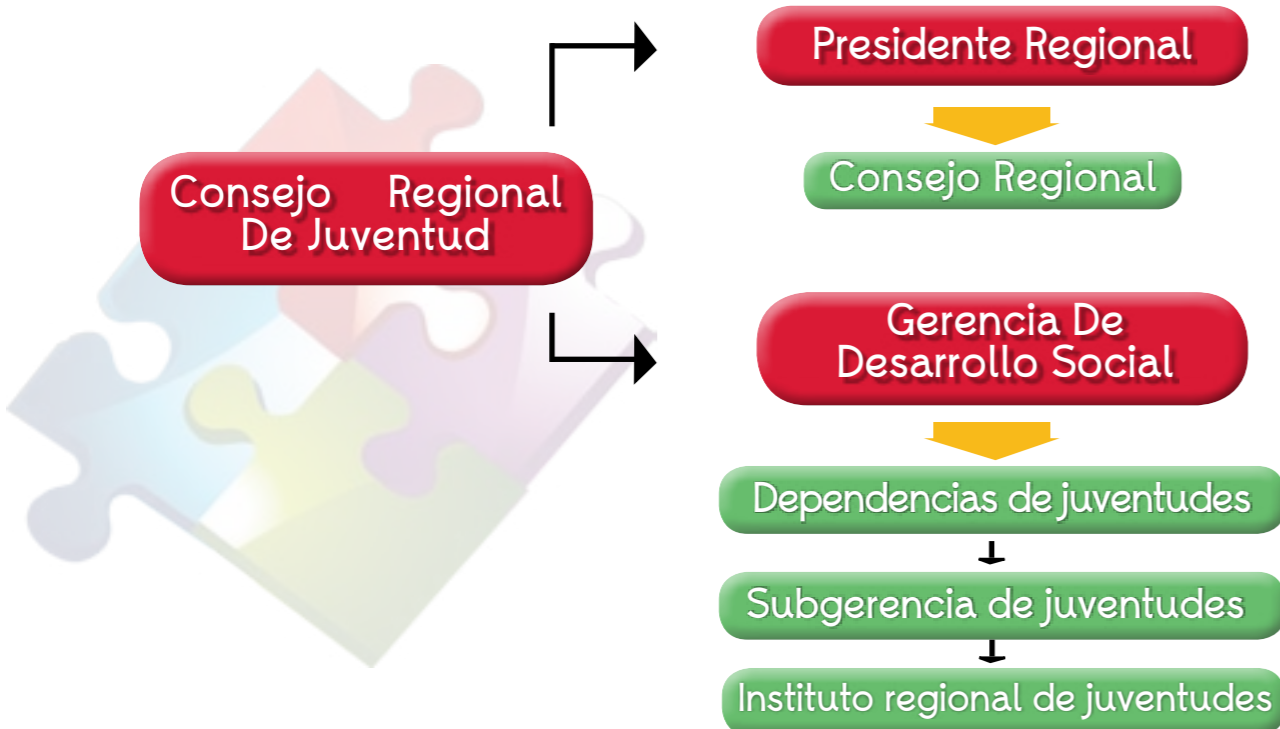 Presidente Regional
Consejo Regional
Consejo Regional
De Juventud
Gerencia De
Desarrollo Social
Dependencias de juventudes
Subgerencia de juventudes
Instituto regional de juventudes